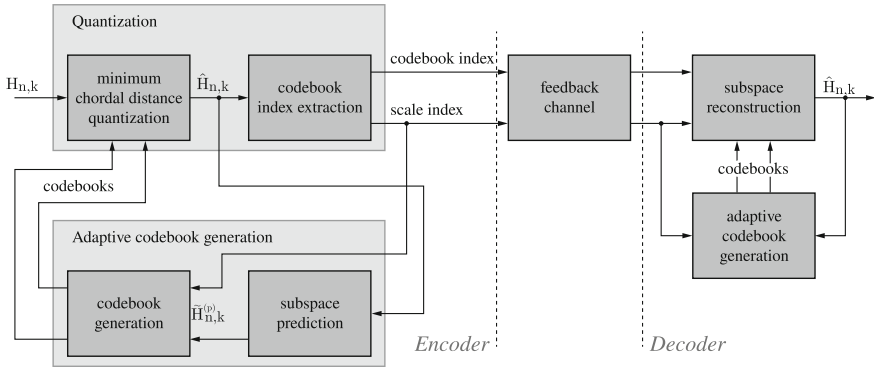 Quantization
H_{n,k}
minimum
chordal distance
quantization
Ĥ_{n,k}
codebook
index extraction
codebook index
scale index
feedback
channel
subspace
reconstruction
Ĥ_{n,k}
codebooks
codebooks
Adaptive codebook generation
codebook
generation
H̃^{(p)}_{n,k}
subspace
prediction
adaptive
codebook
generation
Encoder
Decoder